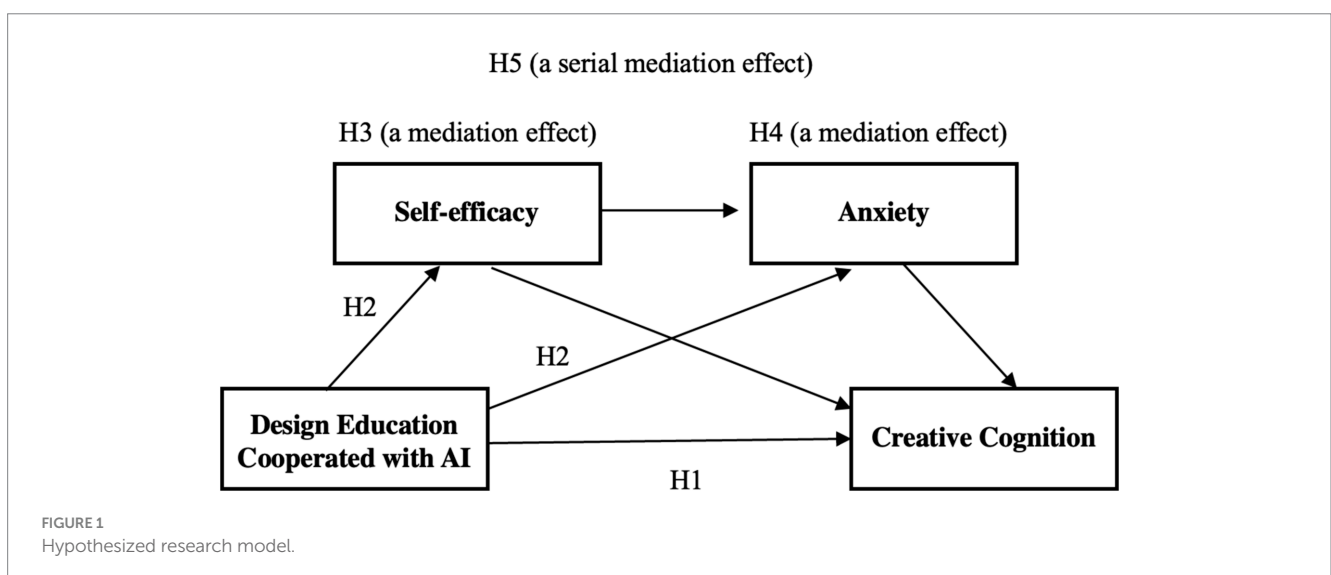 H5 (a serial mediation effect)
H3 (a mediation effect)
H4 (a mediation effect)
Self-efficacy
Anxiety
H2
H2
Design Education
Cooperated with AI
Creative Cognition
H1
FIGURE 1
Hypothesized research model.